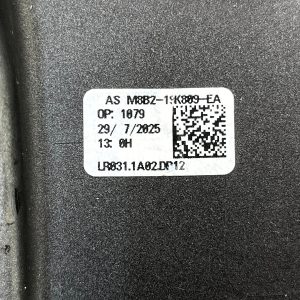 AS M8B2-19K809-EA
OP: 1079
29/ 7/2025
13: 0H
LR031.1A02.DP12